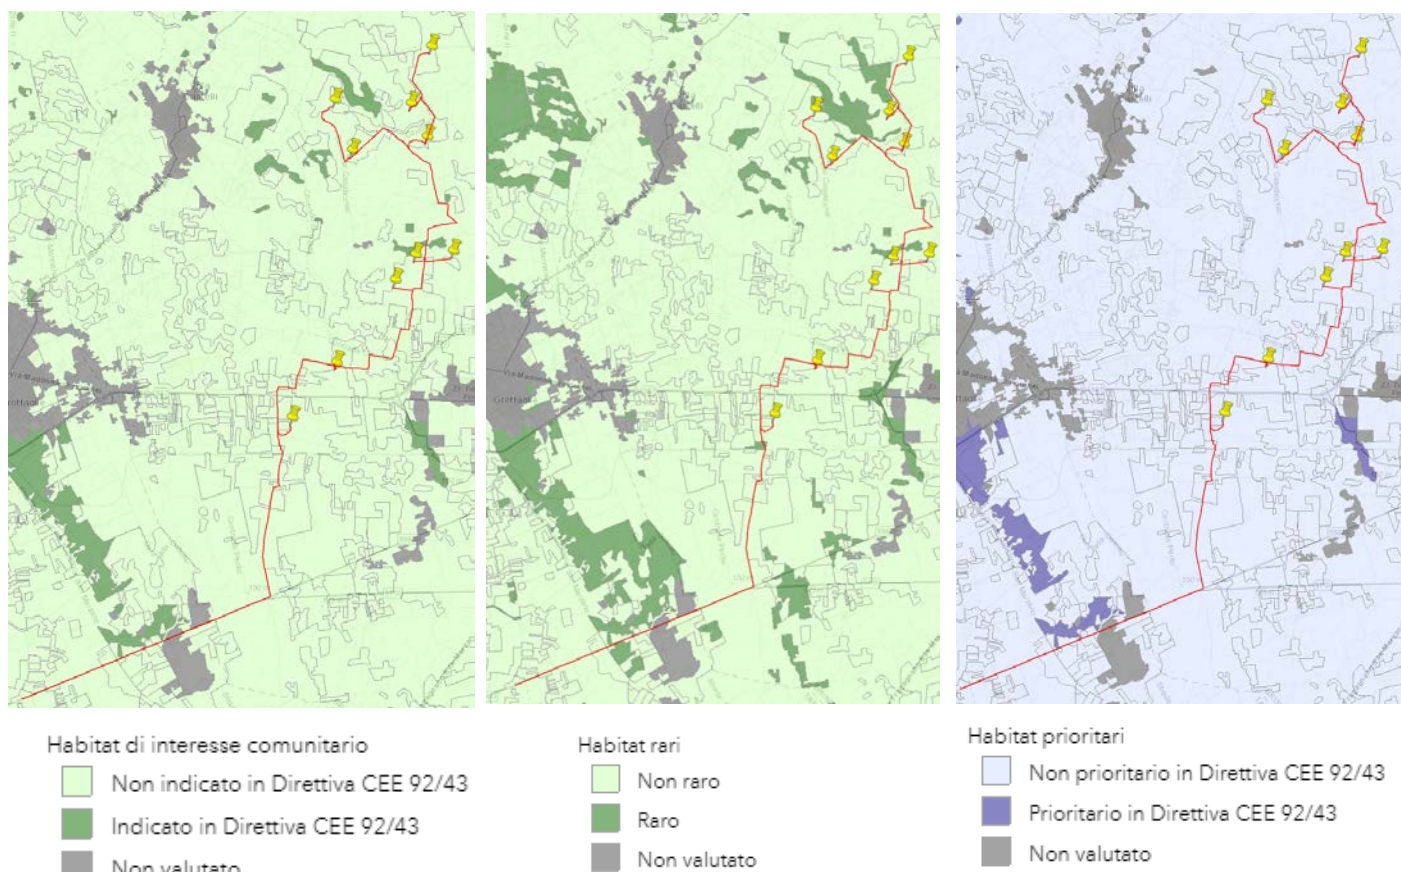 Grottagli
Habitat di interesse comunitario
Non indicato in Direttiva CEE 92/43
Indicato in Direttiva CEE 92/43
Non valutato
Habitat rari
Non raro
Raro
Non valutato
Habitat prioritari
Non prioritario in Direttiva CEE 92/43
Prioritario in Direttiva CEE 92/43
Non valutato